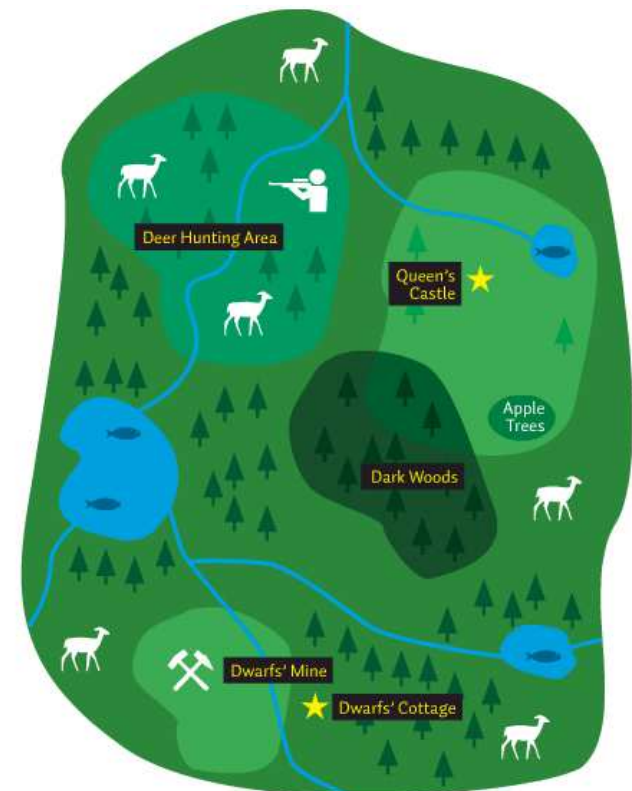 Deer Hunting Area
Queen's
Castle
Apple
Trees
Dark Woods
Dwarfs' Mine
Dwarfs' Cottage